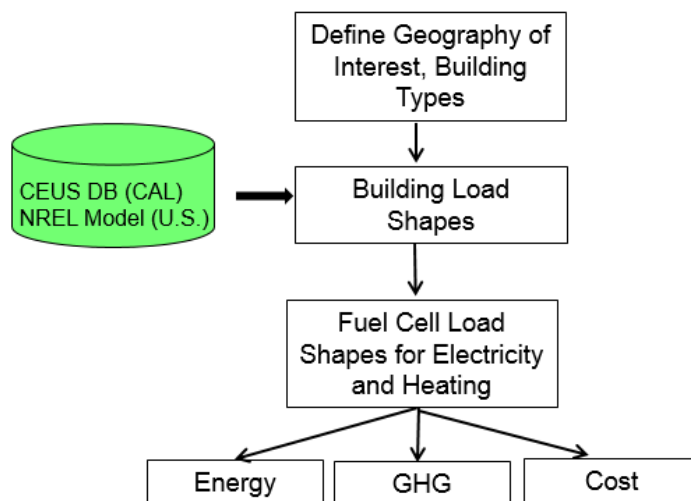 Define Geography of
Interest, Building
Types
CEUS DB (CAL)
NREL Model (U.S.)
Building Load
Shapes
Fuel Cell Load
Shapes for Electricity
and Heating
Energy
GHG
Cost